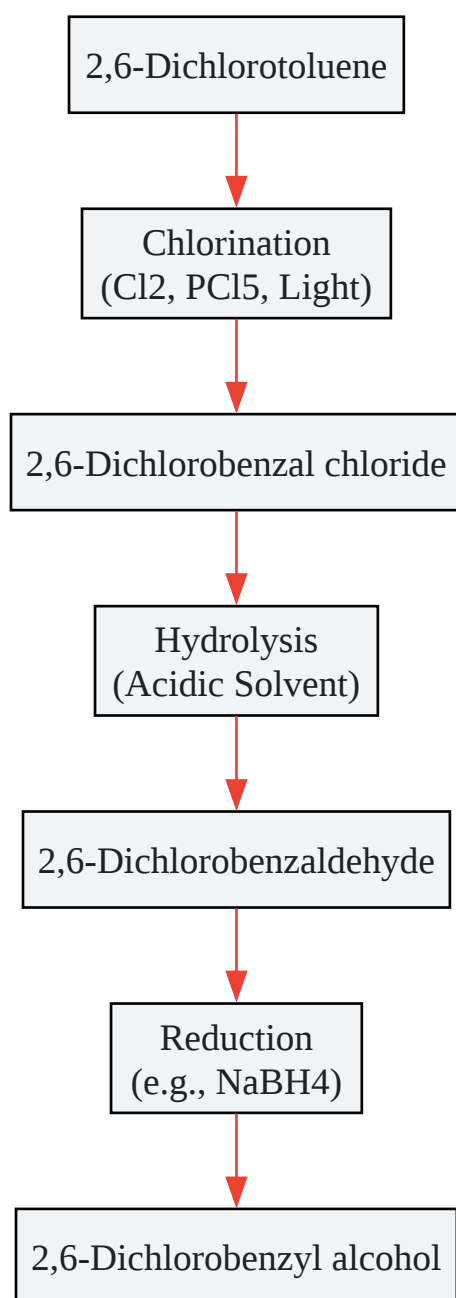 2,6-Dichlorotoluene
Chlorination
(Cl2, PCl5, Light)
2,6-Dichlorobenzal chloride
Hydrolysis
(Acidic Solvent)
2,6-Dichlorobenzaldehyde
Reduction
(e.g., NaBH4)
2,6-Dichlorobenzyl alcohol